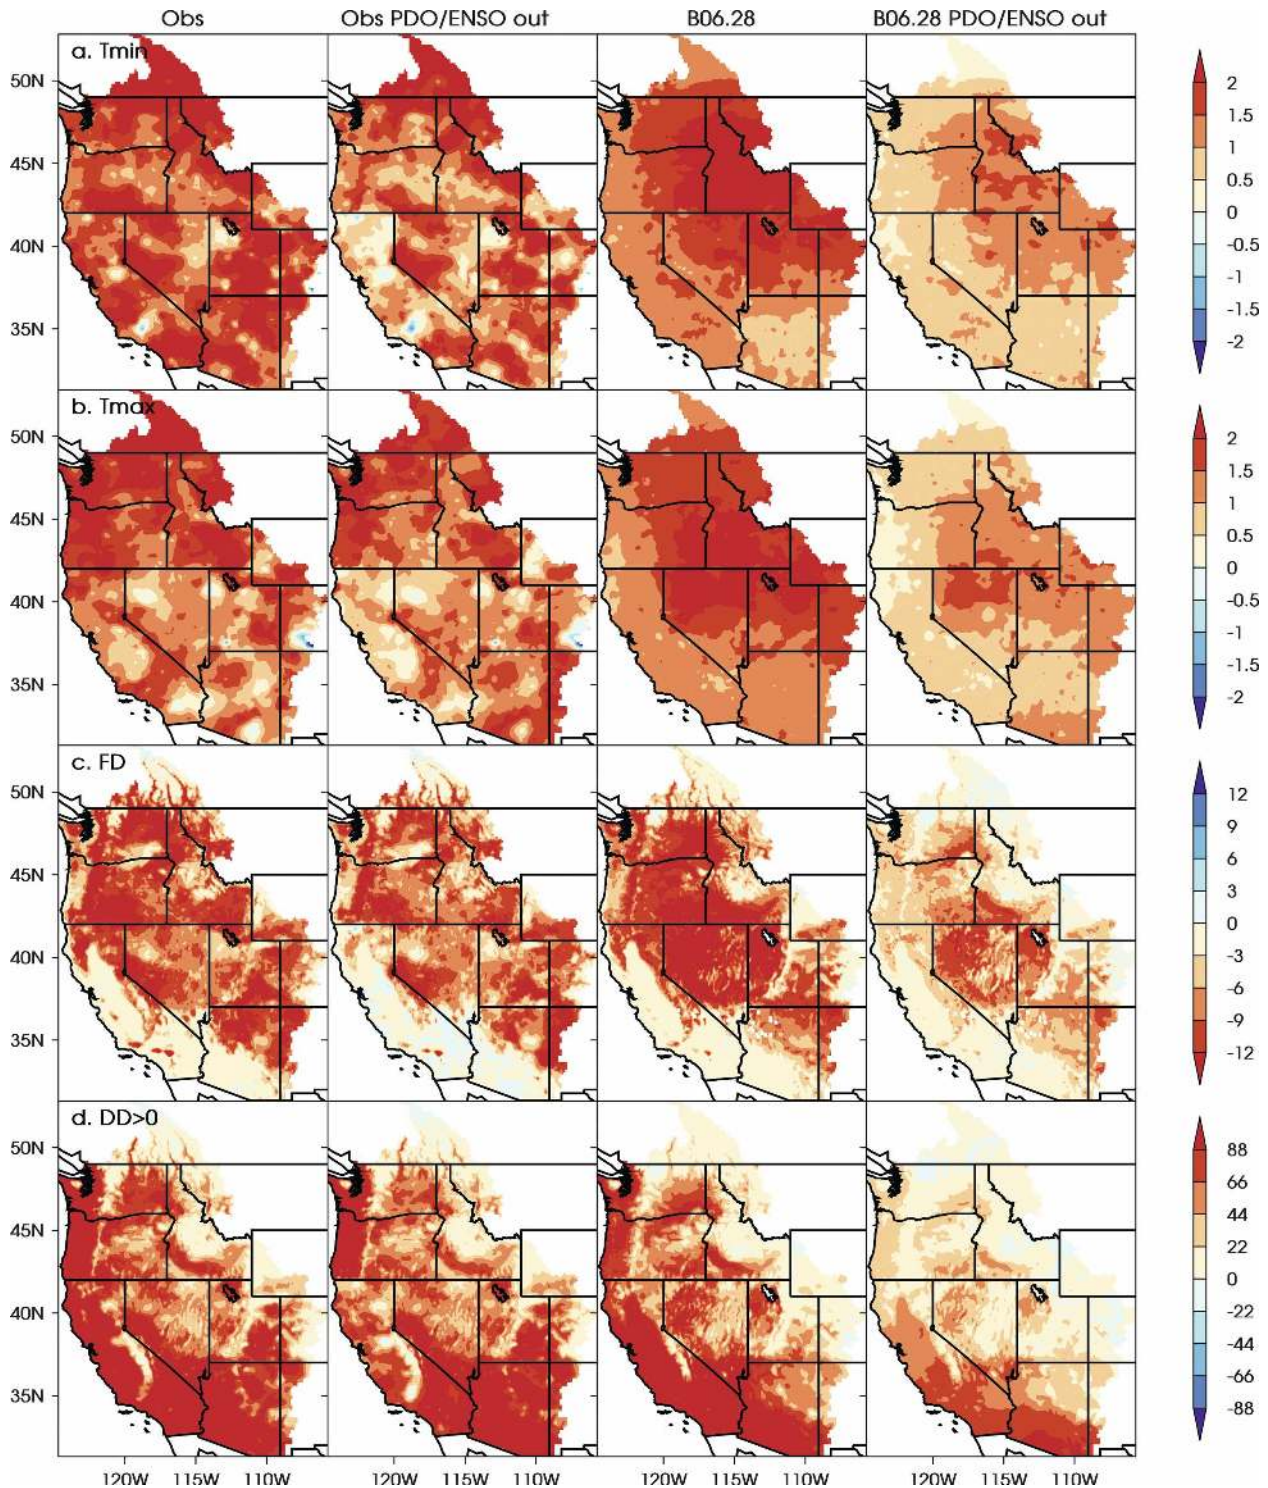 Obs Obs PDO/ENSO out B06.28 B06.28 PDO/ENSO out
a. Tmin
50N
45N
40N
35N
2
1.5
1
0.5
0
-0.5
-1
-1.5
-2
b. Tmax
50N
45N
40N
35N
2
1.5
1
0.5
0
-0.5
-1
-1.5
-2
c. FD
50N
45N
40N
35N
12
9
6
3
0
-3
-6
-9
-12
d. DD>0
50N
45N
40N
35N
88
66
44
22
0
-22
-44
-66
-88
120W 115W 110W 120W 115W 110W 120W 115W 110W 120W 115W 110W